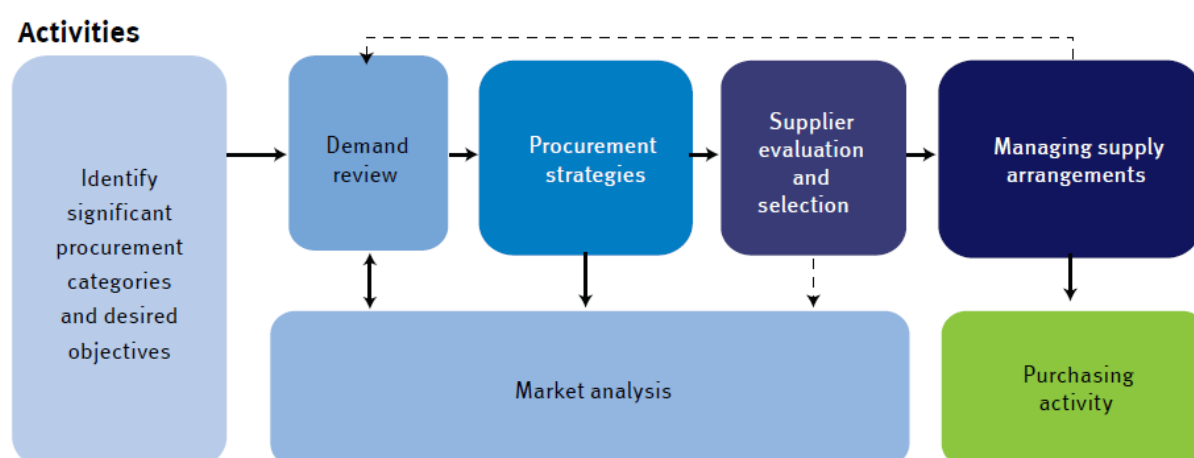 Activities
Identify
significant
procurement
categories
and desired
objectives
Demand
review
Procurement
strategies
Supplier
evaluation
and
selection
Managing supply
arrangements
Market analysis
Purchasing
activity